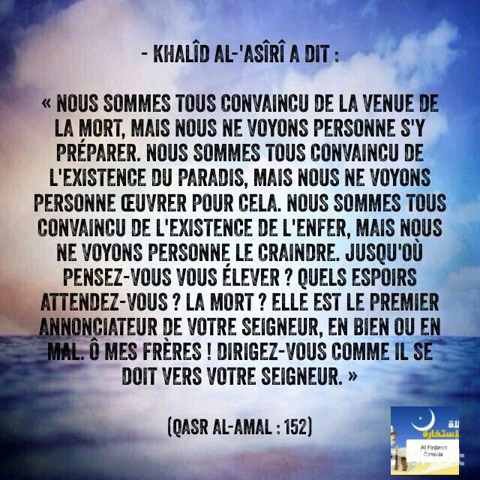 - KHALÎD AL-'ASÎRÎ A DIT :
« NOUS SOMMES TOUS CONVAINCU DE LA VENUE DE
LA MORT, MAIS NOUS NE VOYONS PERSONNE S'Y
PRÉPARER. NOUS SOMMES TOUS CONVAINCU DE
L'EXISTENCE DU PARADIS, MAIS NOUS NE VOYONS
PERSONNE ŒUVRER POUR CELA. NOUS SOMMES TOUS
CONVAINCU DE L'EXISTENCE DE L'ENFER, MAIS NOUS
NE VOYONS PERSONNE LE CRAINDRE. JUSQU'OÙ
PENSEZ-VOUS VOUS ÉLEVER ? QUELS ESPOIRS
ATTENDEZ-VOUS ? LA MORT ? ELLE EST LE PREMIER
ANNONCIATEUR DE VOTRE SEIGNEUR, EN BIEN OU EN
MAL. Ô MES FRÈRES ! DIRIGEZ-VOUS COMME IL SE
DOIT VERS VOTRE SEIGNEUR. »
(QASR AL-AMAL : 152)